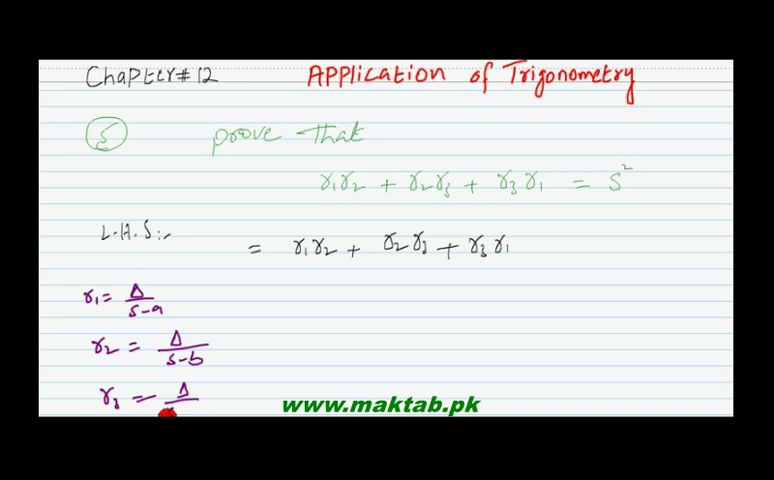 Chapter#12 Application of Trigonometry
5 prove that
r₁r₂ + r₂r₃ + r₃r₁ = S²
L.H.S:-
= r₁r₂ + r₂r₃ + r₃r₁
r₁ = Δ/s-a
r₂ = Δ/s-b
r₃ = Δ/
www.maktab.pk